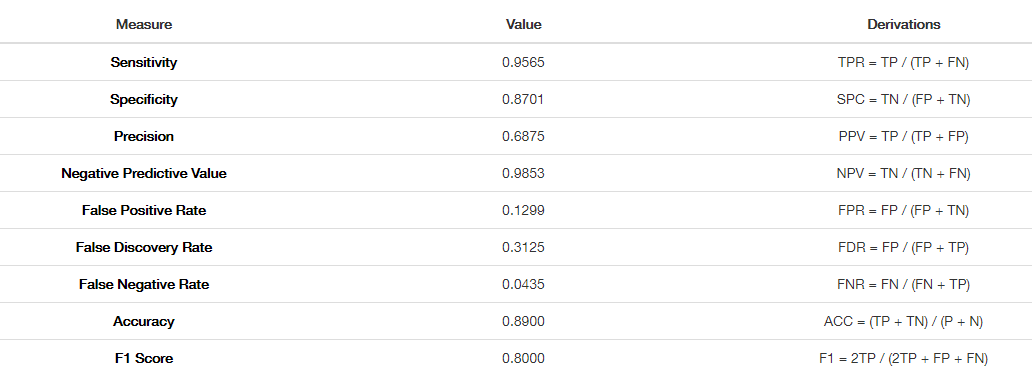 Measure Value Derivations
Sensitivity 0.9565 TPR = TP / (TP + FN)
Specificity 0.8701 SPC = TN / (FP + TN)
Precision 0.6875 PPV = TP / (TP + FP)
Negative Predictive Value 0.9853 NPV = TN / (TN + FN)
False Positive Rate 0.1299 FPR = FP / (FP + TN)
False Discovery Rate 0.3125 FDR = FP / (FP + TP)
False Negative Rate 0.0435 FNR = FN / (FN + TP)
Accuracy 0.8900 ACC = (TP + TN) / (P + N)
F1 Score 0.8000 F1 = 2TP / (2TP + FP + FN)